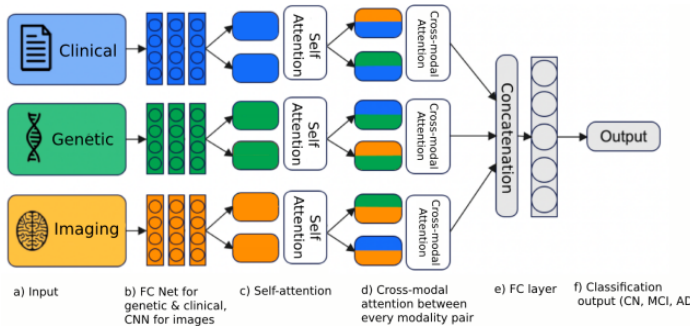 Clinical
Self
Attention
Cross-modal
Attention
Genetic
Self
Attention
Cross-modal
Attention
Imaging
Self
Attention
Cross-modal
Attention
Concatenation
Output
a) Input
b) FC Net for
genetic & clinical,
CNN for images
c) Self-attention
d) Cross-modal
attention between
every modality pair
e) FC layer
f) Classification
output (CN, MCI, AD